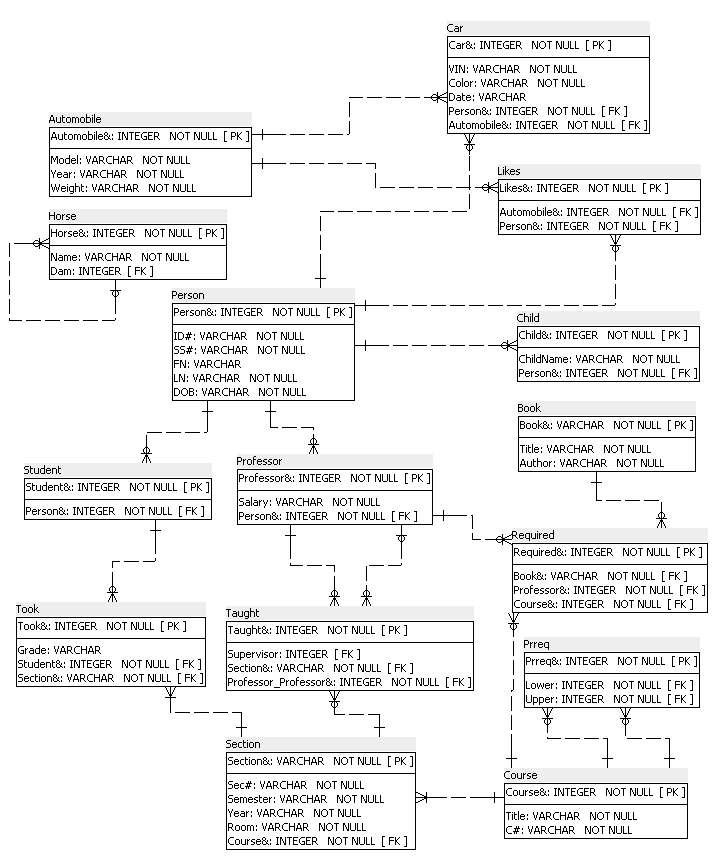 Car
Car&: INTEGER NOT NULL [ PK ]
VIN: VARCHAR NOT NULL
Color: VARCHAR NOT NULL
Date: VARCHAR
Person&: INTEGER NOT NULL [ FK ]
Automobile&: INTEGER NOT NULL [ FK ]
Automobile
Automobile&: INTEGER NOT NULL [ PK ]
Model: VARCHAR NOT NULL
Year: VARCHAR NOT NULL
Weight: VARCHAR NOT NULL
Likes
Likes&: INTEGER NOT NULL [ PK ]
Automobile&: INTEGER NOT NULL [ FK ]
Person&: INTEGER NOT NULL [ FK ]
Horse
Horse&: INTEGER NOT NULL [ PK ]
Name: VARCHAR NOT NULL
Dam: INTEGER [ FK ]
Person
Person&: INTEGER NOT NULL [ PK ]
ID#: VARCHAR NOT NULL
SS#: VARCHAR NOT NULL
FN: VARCHAR
LN: VARCHAR NOT NULL
DOB: VARCHAR NOT NULL
Child
Child&: INTEGER NOT NULL [ PK ]
ChildName: VARCHAR NOT NULL
Person&: INTEGER NOT NULL [ FK ]
Book
Book&: VARCHAR NOT NULL [ PK ]
Title: VARCHAR NOT NULL
Author: VARCHAR NOT NULL
Student
Student&: INTEGER NOT NULL [ PK ]
Person&: INTEGER NOT NULL [ FK ]
Professor
Professor&: INTEGER NOT NULL [ PK ]
Salary: VARCHAR NOT NULL
Person&: INTEGER NOT NULL [ FK ]
Required
Required&: INTEGER NOT NULL [ PK ]
Book&: VARCHAR NOT NULL [ FK ]
Professor&: INTEGER NOT NULL [ FK ]
Course&: INTEGER NOT NULL [ FK ]
Took
Took&: INTEGER NOT NULL [ PK ]
Grade: VARCHAR
Student&: INTEGER NOT NULL [ FK ]
Section&: VARCHAR NOT NULL [ FK ]
Taught
Taught&: INTEGER NOT NULL [ PK ]
Supervisor: INTEGER [ FK ]
Section&: VARCHAR NOT NULL [ FK ]
Professor_Professor&: INTEGER NOT NULL [ FK ]
Prreq
Prreq&: INTEGER NOT NULL [ PK ]
Lower: INTEGER NOT NULL [ FK ]
Upper: INTEGER NOT NULL [ FK ]
Section
Section&: VARCHAR NOT NULL [ PK ]
Sec#: VARCHAR NOT NULL
Semester: VARCHAR NOT NULL
Year: VARCHAR NOT NULL
Room: VARCHAR NOT NULL
Course&: INTEGER NOT NULL [ FK ]
Course
Course&: INTEGER NOT NULL [ PK ]
Title: VARCHAR NOT NULL
C#: VARCHAR NOT NULL